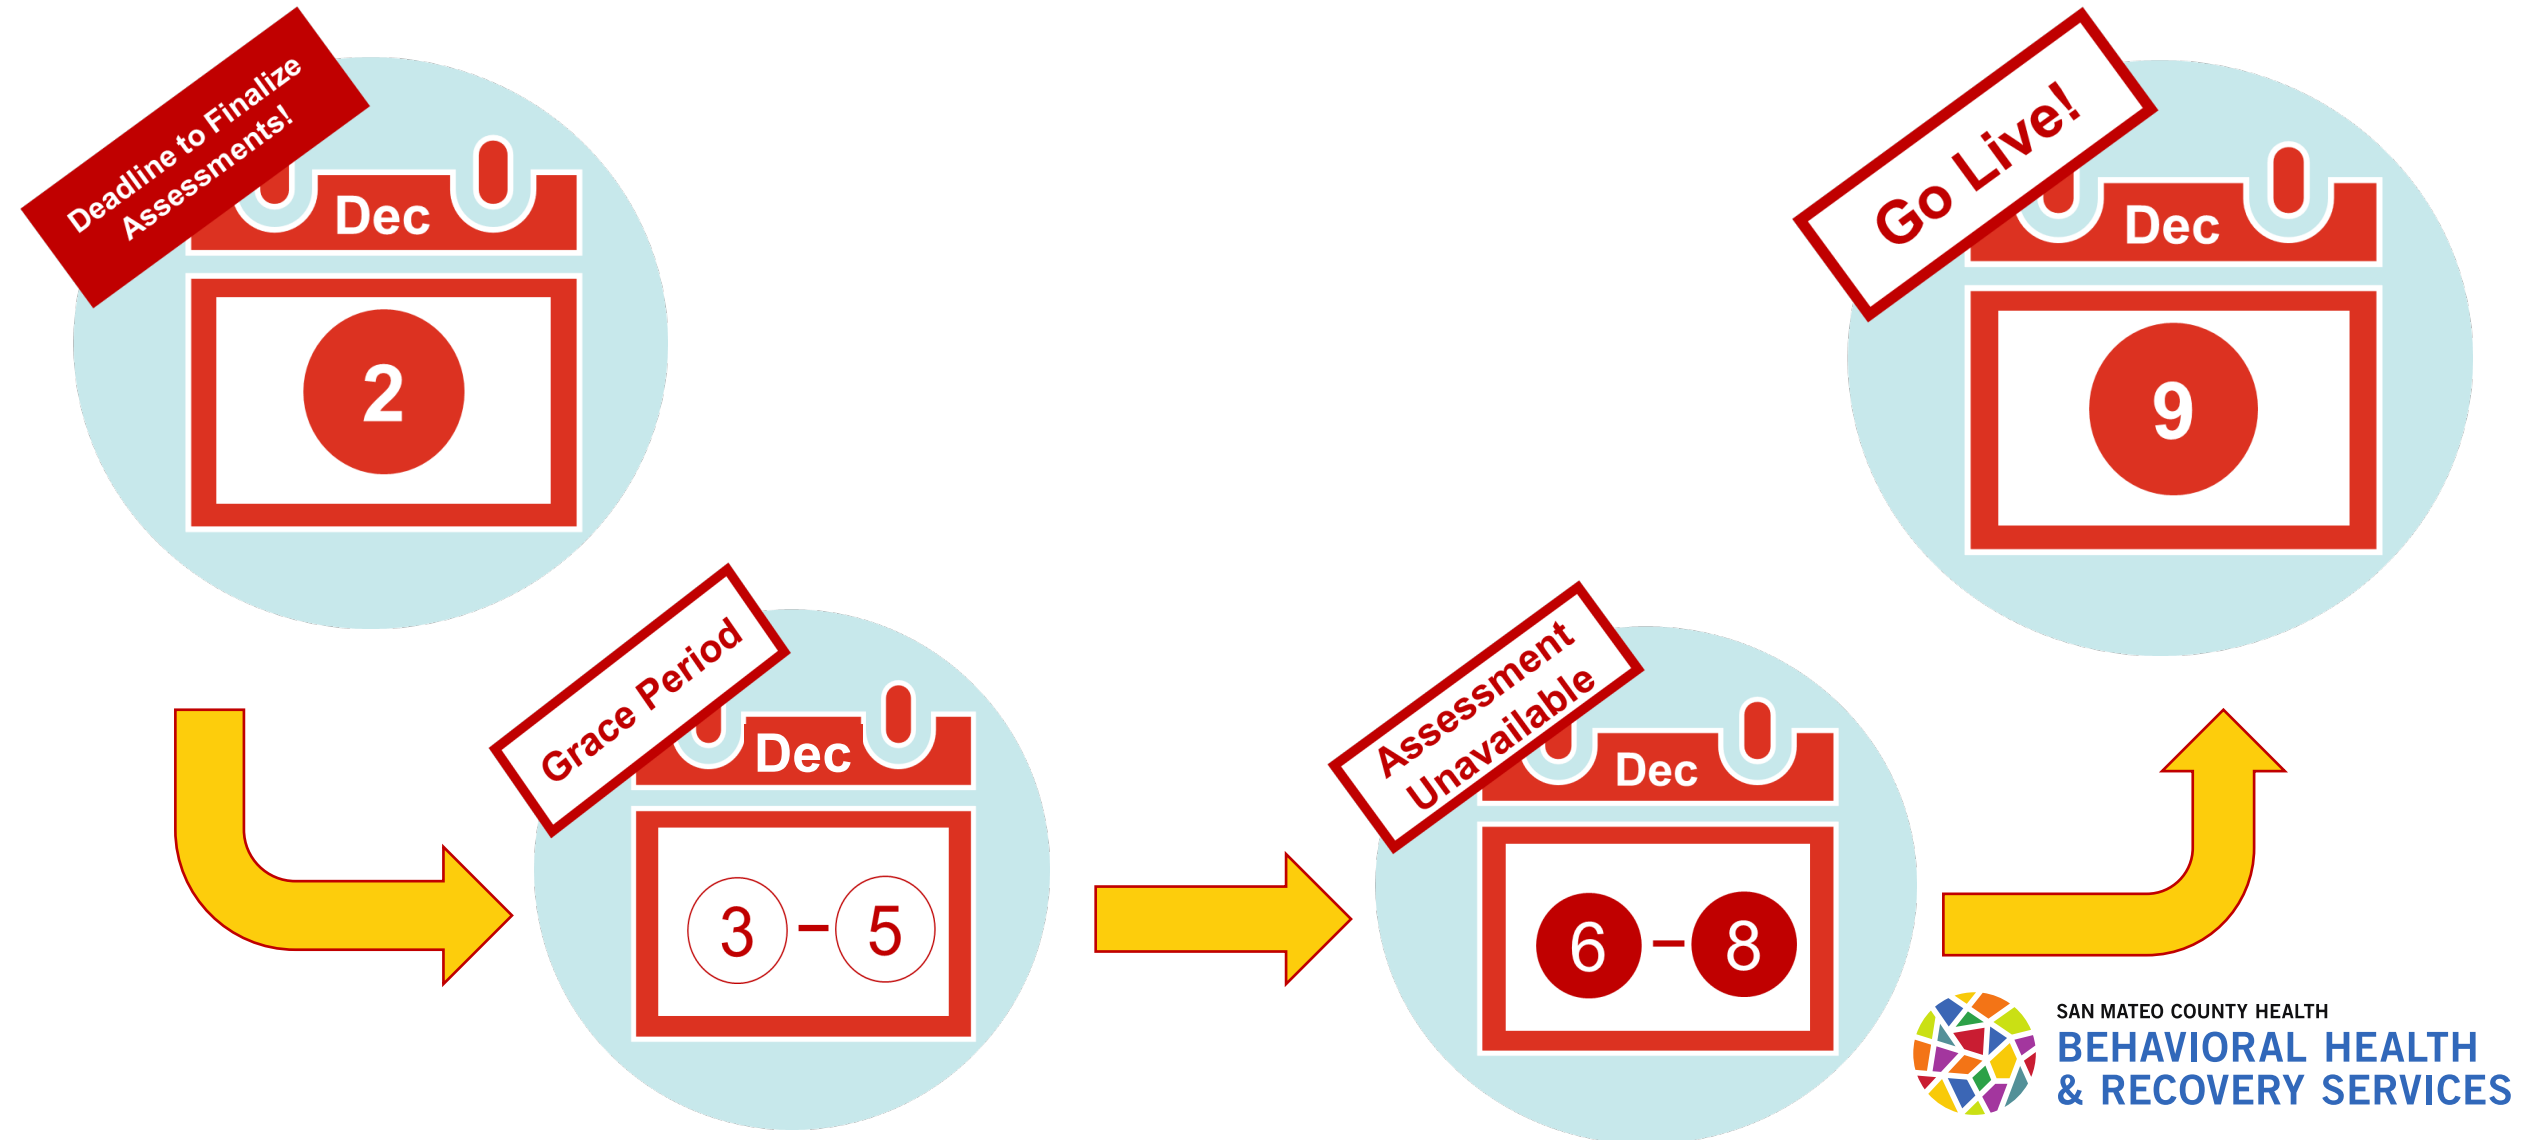 Deadline to Finalize
Assessments!
Dec
2
Grace Period
Dec
3 – 5
Assessment
Unavailable
Dec
6 – 8
Go Live!
Dec
9
SAN MATEO COUNTY HEALTH
BEHAVIORAL HEALTH
& RECOVERY SERVICES